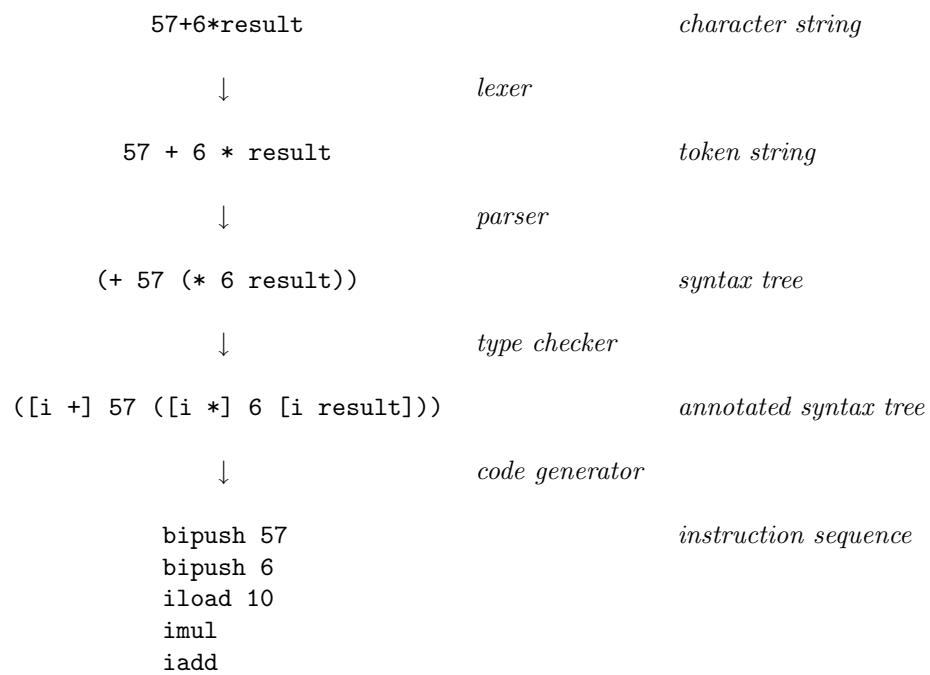 57+6*result character string
↓ lexer
57 + 6 * result token string
↓ parser
(+ 57 (* 6 result)) syntax tree
↓ type checker
([i +] 57 ([i *] 6 [i result])) annotated syntax tree
↓ code generator
bipush 57 instruction sequence
bipush 6
iload 10
imul
iadd